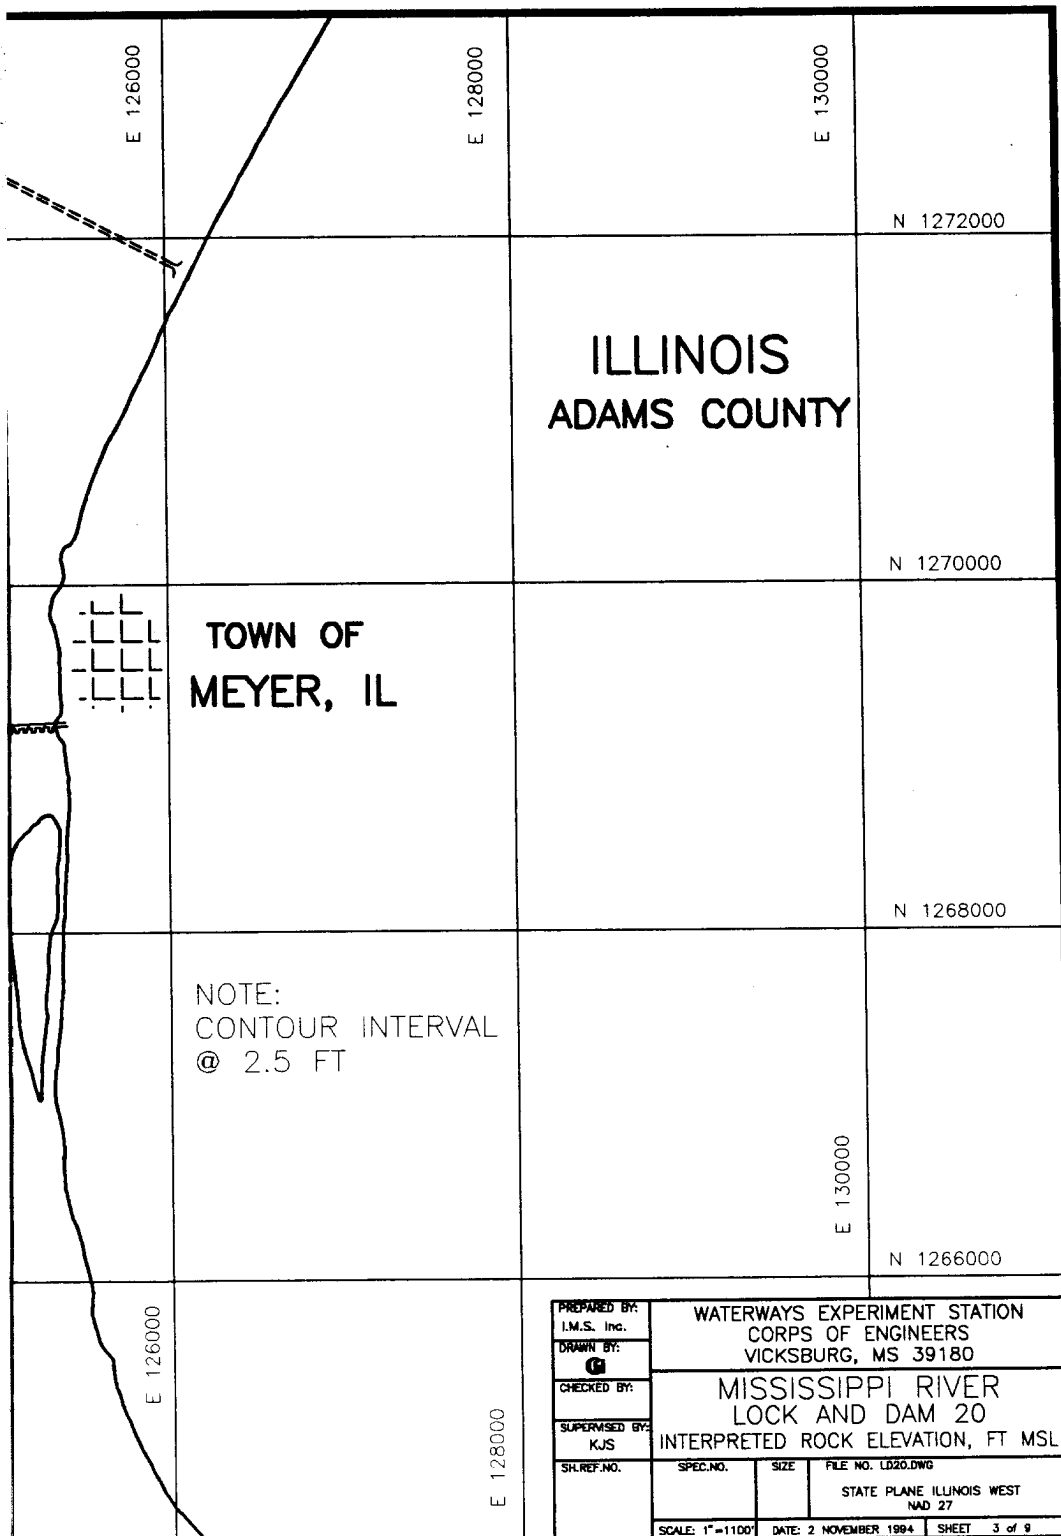 E 126000
E 128000
E 130000
N 1272000
ILLINOIS
ADAMS COUNTY
N 1270000
TOWN OF
MEYER, IL
N 1268000
NOTE:
CONTOUR INTERVAL
@ 2.5 FT
E 130000
N 1266000
E 126000
E 128000
PREPARED BY:
I.M.S. Inc.
DRAWN BY:
CHECKED BY:
SUPERVISED BY:
KJS
WATERWAYS EXPERIMENT STATION
CORPS OF ENGINEERS
VICKSBURG, MS 39180
MISSISSIPPI RIVER
LOCK AND DAM 20
INTERPRETED ROCK ELEVATION, FT MSL
SH.REF.NO.
SPEC.NO.
SIZE
FILE NO. LD20.DWG
STATE PLANE ILLINOIS WEST
NAD 27
SCALE: 1"=1100'
DATE: 2 NOVEMBER 1994
SHEET 3 of 9